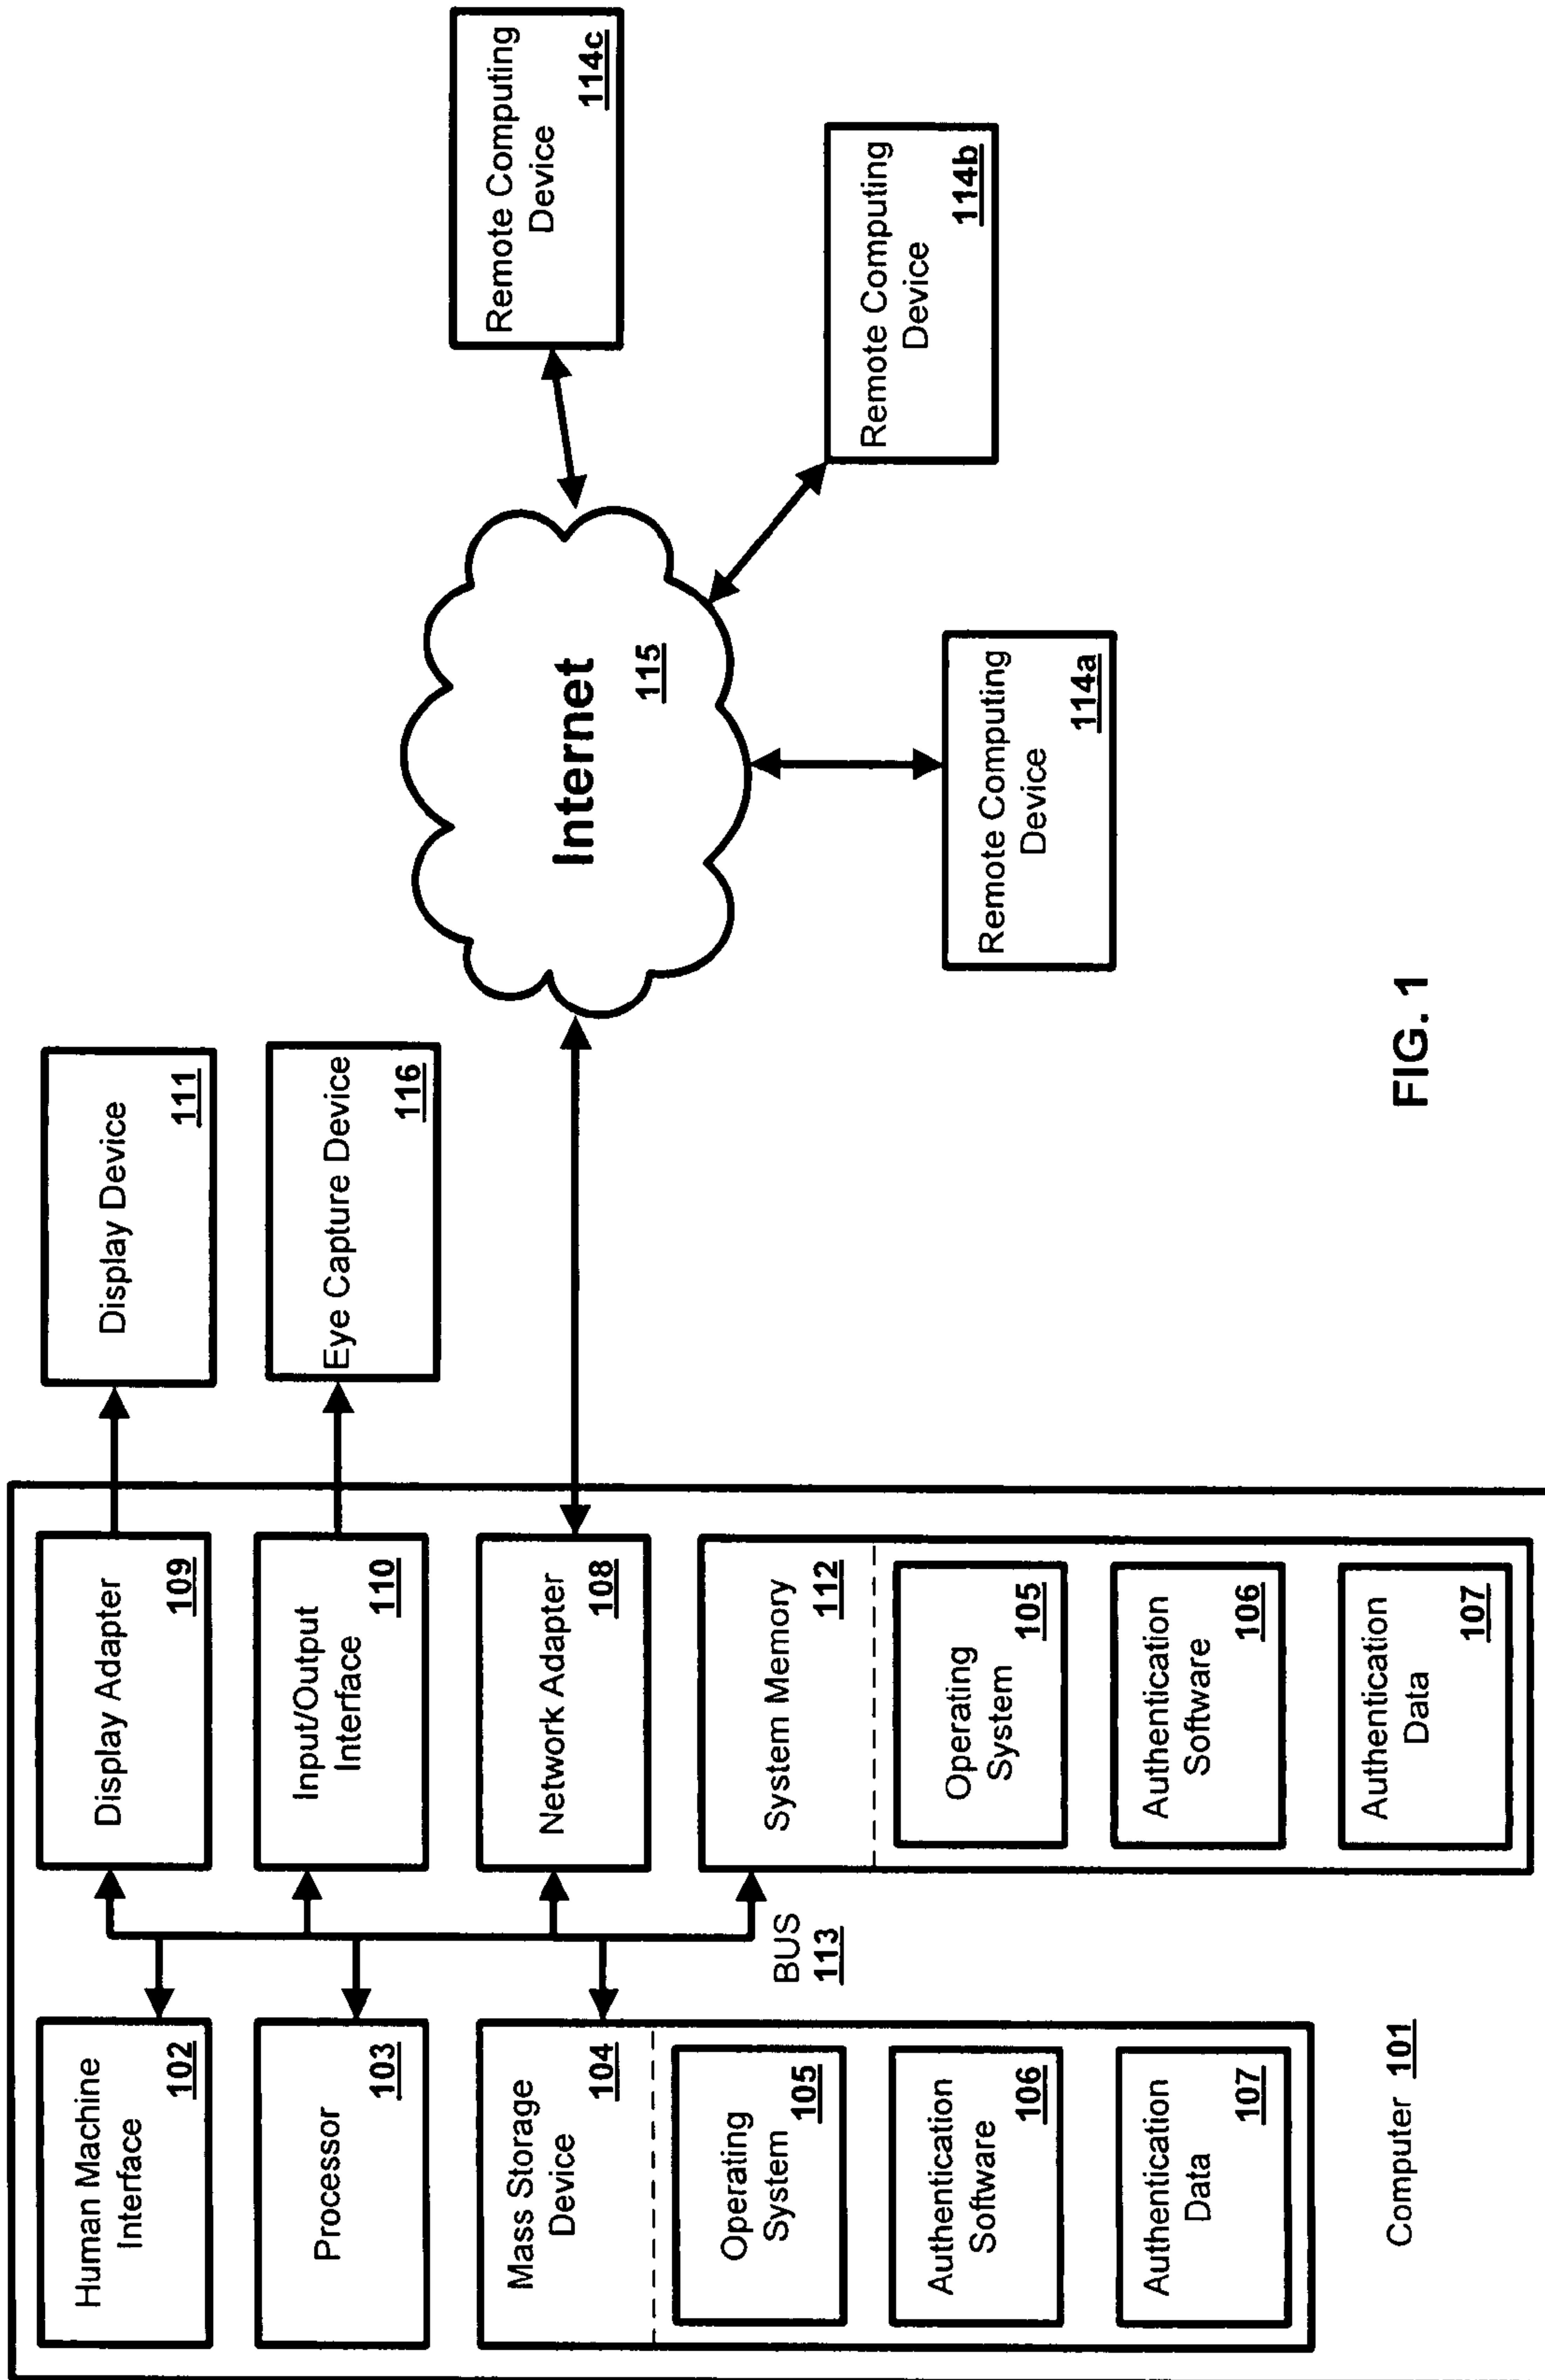 Human Machine
Interface
102
Processor
103
Mass Storage
Device
104
Operating
System
105
Authentication
Software
106
Authentication
Data
107
Computer 101
BUS
113
Display Adapter
109
Input/Output
Interface
110
Network Adapter
108
System Memory
112
Operating
System
105
Authentication
Software
106
Authentication
Data
107
Display Device
111
Eye Capture Device
116
Internet
115
Remote Computing
Device
114a
Remote Computing
Device
114b
Remote Computing
Device
114c
FIG. 1